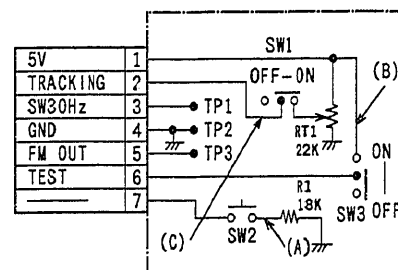 5V 1
TRACKING 2
SW30Hz 3
GND 4
FM OUT 5
TEST 6
7
TP1
TP2
TP3
SW1
OFF-ON
RT1
22K
(B)
ON
OFF
SW3
R1
18K
SW2
(A)
(C)